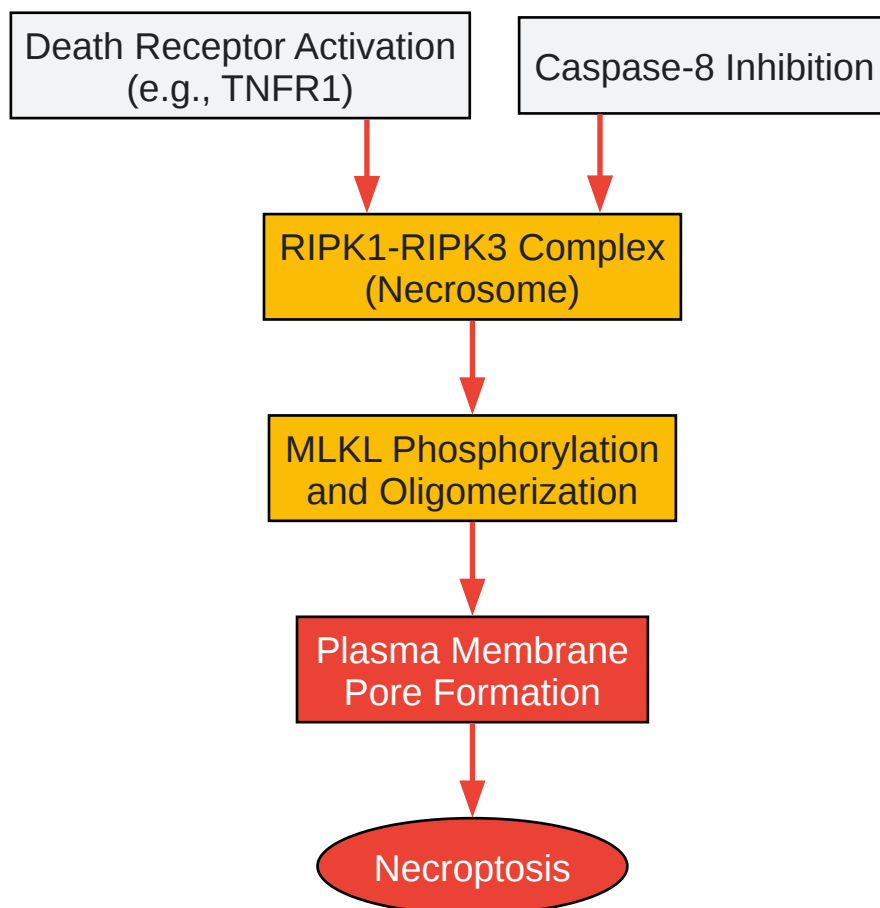 Death Receptor Activation
(e.g., TNFR1)
Caspase-8 Inhibition
RIPK1-RIPK3 Complex
(Necrosome)
MLKL Phosphorylation
and Oligomerization
Plasma Membrane
Pore Formation
Necroptosis